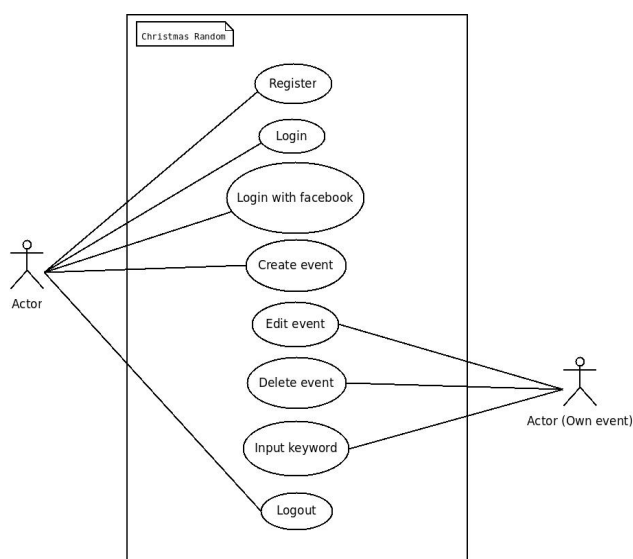 Christmas Random
Register
Login
Login with facebook
Create event
Actor
Edit event
Delete event
Actor (Own event)
Input keyword
Logout